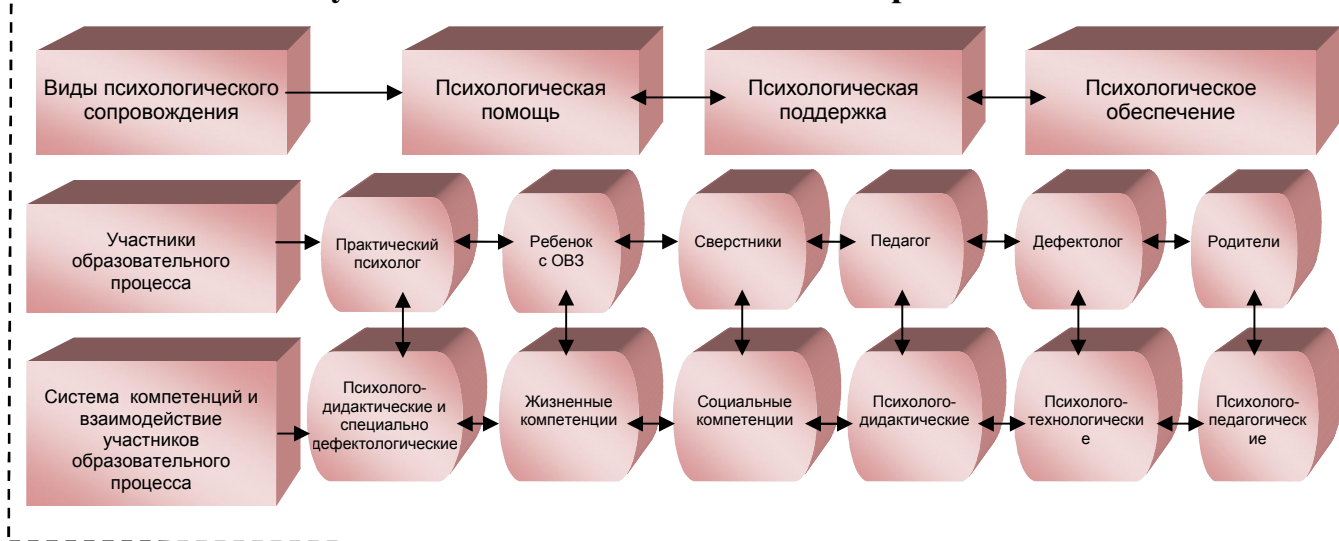 Виды психологического
сопровождения
Психологическая
помощь
Психологическая
поддержка
Психологическое
обеспечение
Участники
образовательного
процесса
Практический
психолог
Ребенок
с ОВЗ
Сверстники
Педагог
Дефектолог
Родители
Система компетенций и
взаимодействие
участников
образовательного
процесса
Психолого-
дидактические и
специально
дефектологические
Жизненные
компетенции
Социальные
компетенции
Психолого-
дидактические
Психолого-
технологические
е
Психолого-
педагогическ
ие